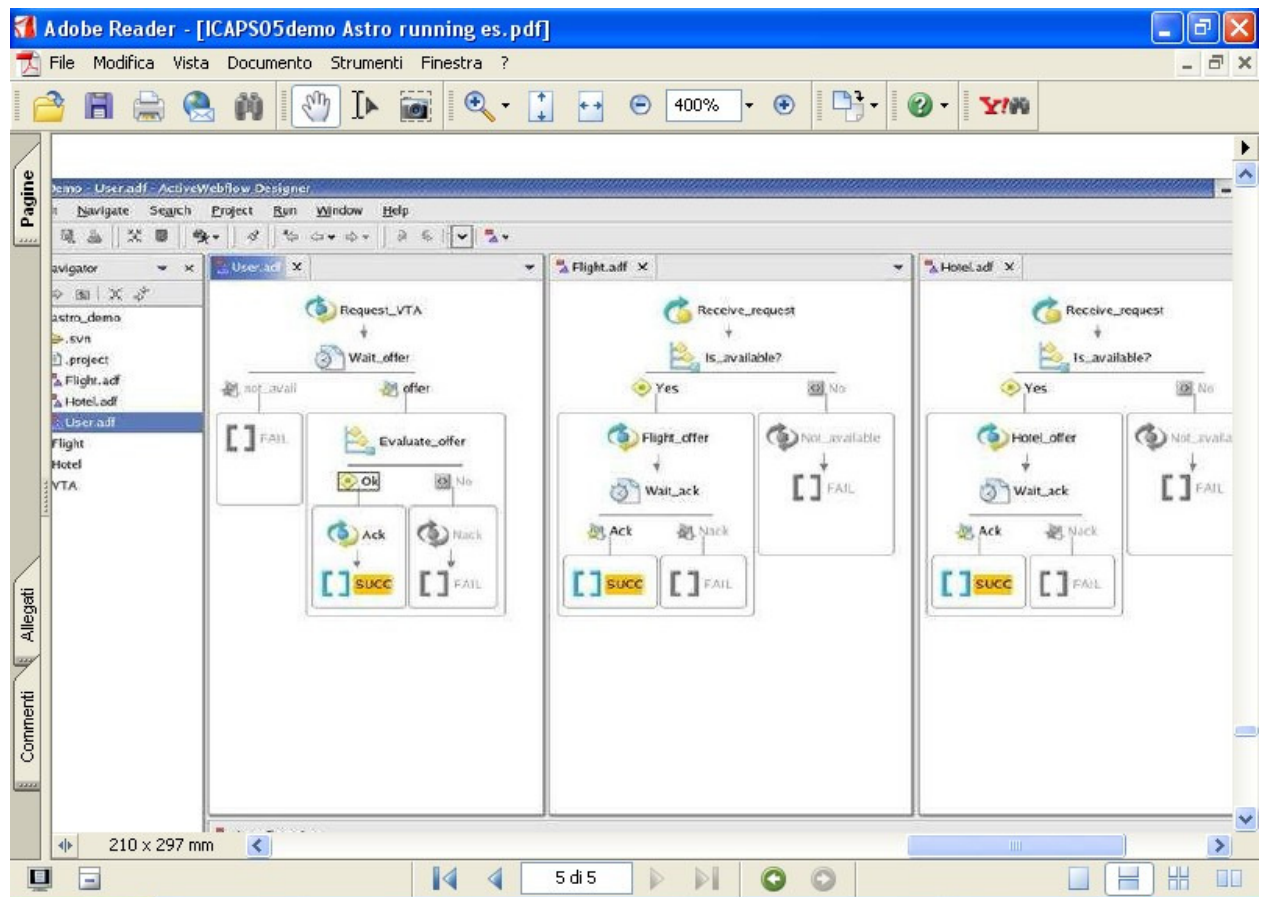 Adobe Reader - [ICAPS05demo Astro running es.pdf]
File Modifica Vista Documento Strumenti Finestra ?
400%
Y!
Pagine
Demo - User.adf - ActiveWebflow Designer
Navigate Search Project Run Window Help
avigator
User.adf
Flight.adf
Hotel.adf
astro_demo
.svn
.project
Flight.adf
Hotel.adf
User.adf
Flight
Hotel
VTA
Request_VTA
Wait_offer
not_avail
offer
FAIL
Evaluate_offer
Ok
No
Ack
Nack
SUCC
FAIL
Receive_request
Is_available?
Yes
No
Flight_offer
Not_available
Wait_ack
FAIL
Ack
Nack
SUCC
FAIL
Receive_request
Is_available?
Yes
No
Hotel_offer
Not_availa
Wait_ack
FAIL
Ack
Nack
SUCC
FAIL
Allegati
Commenti
210 x 297 mm
5 di 5